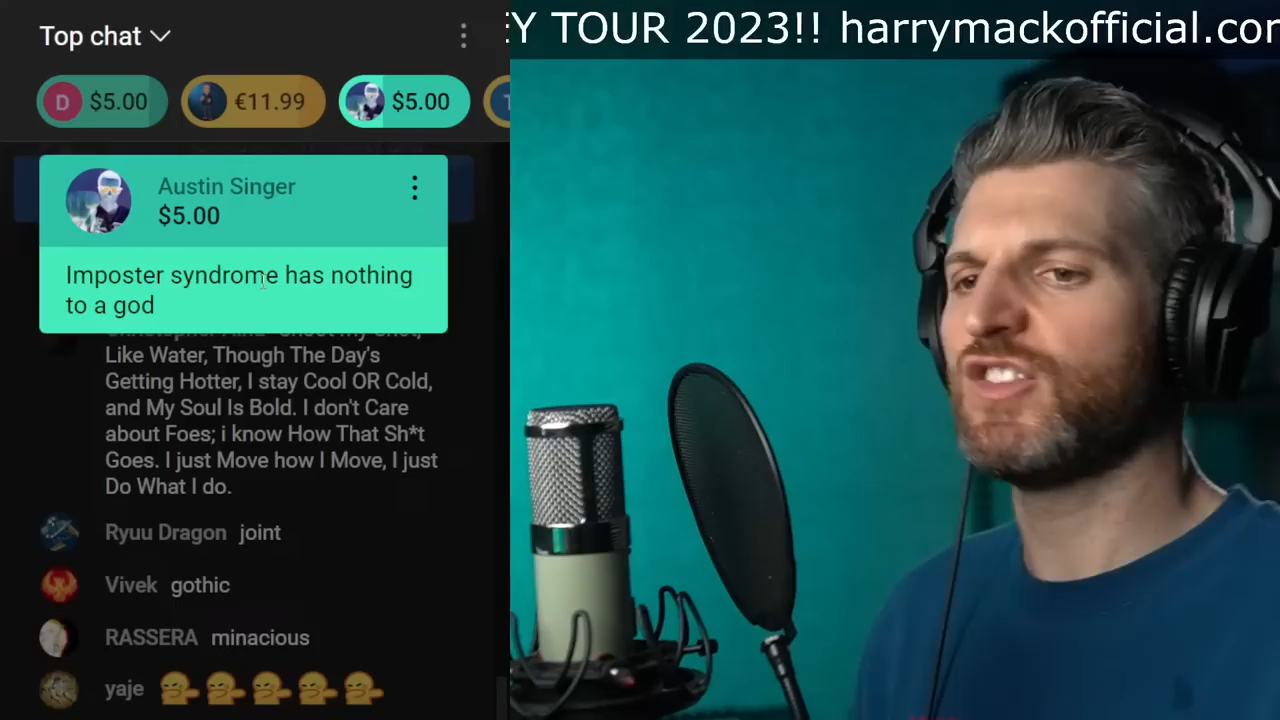 Top chat
EY TOUR 2023!! harrymackofficial.com
D $5.00 €11.99 $5.00 T
Austin Singer
$5.00
Imposter syndrome has nothing
to a god
Like Water, Though The Day's
Getting Hotter, I stay Cool OR Cold,
and My Soul Is Bold. I don't Care
about Foes; i know How That Sh*t
Goes. I just Move how I Move, I just
Do What I do.
Ryuu Dragon joint
Vivek gothic
RASSERA minacious
yaje